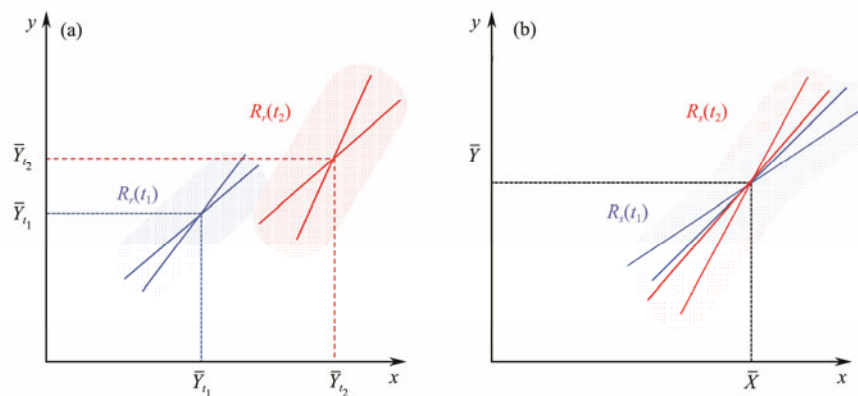 y
(a)
R_r(t_2)
Ȳ_{t_2}
R_r(t_1)
Ȳ_{t_1}
Ȳ_{t_1}
Ȳ_{t_2}
x
y
(b)
R_s(t_2)
Ȳ
R_s(t_1)
X̄
x